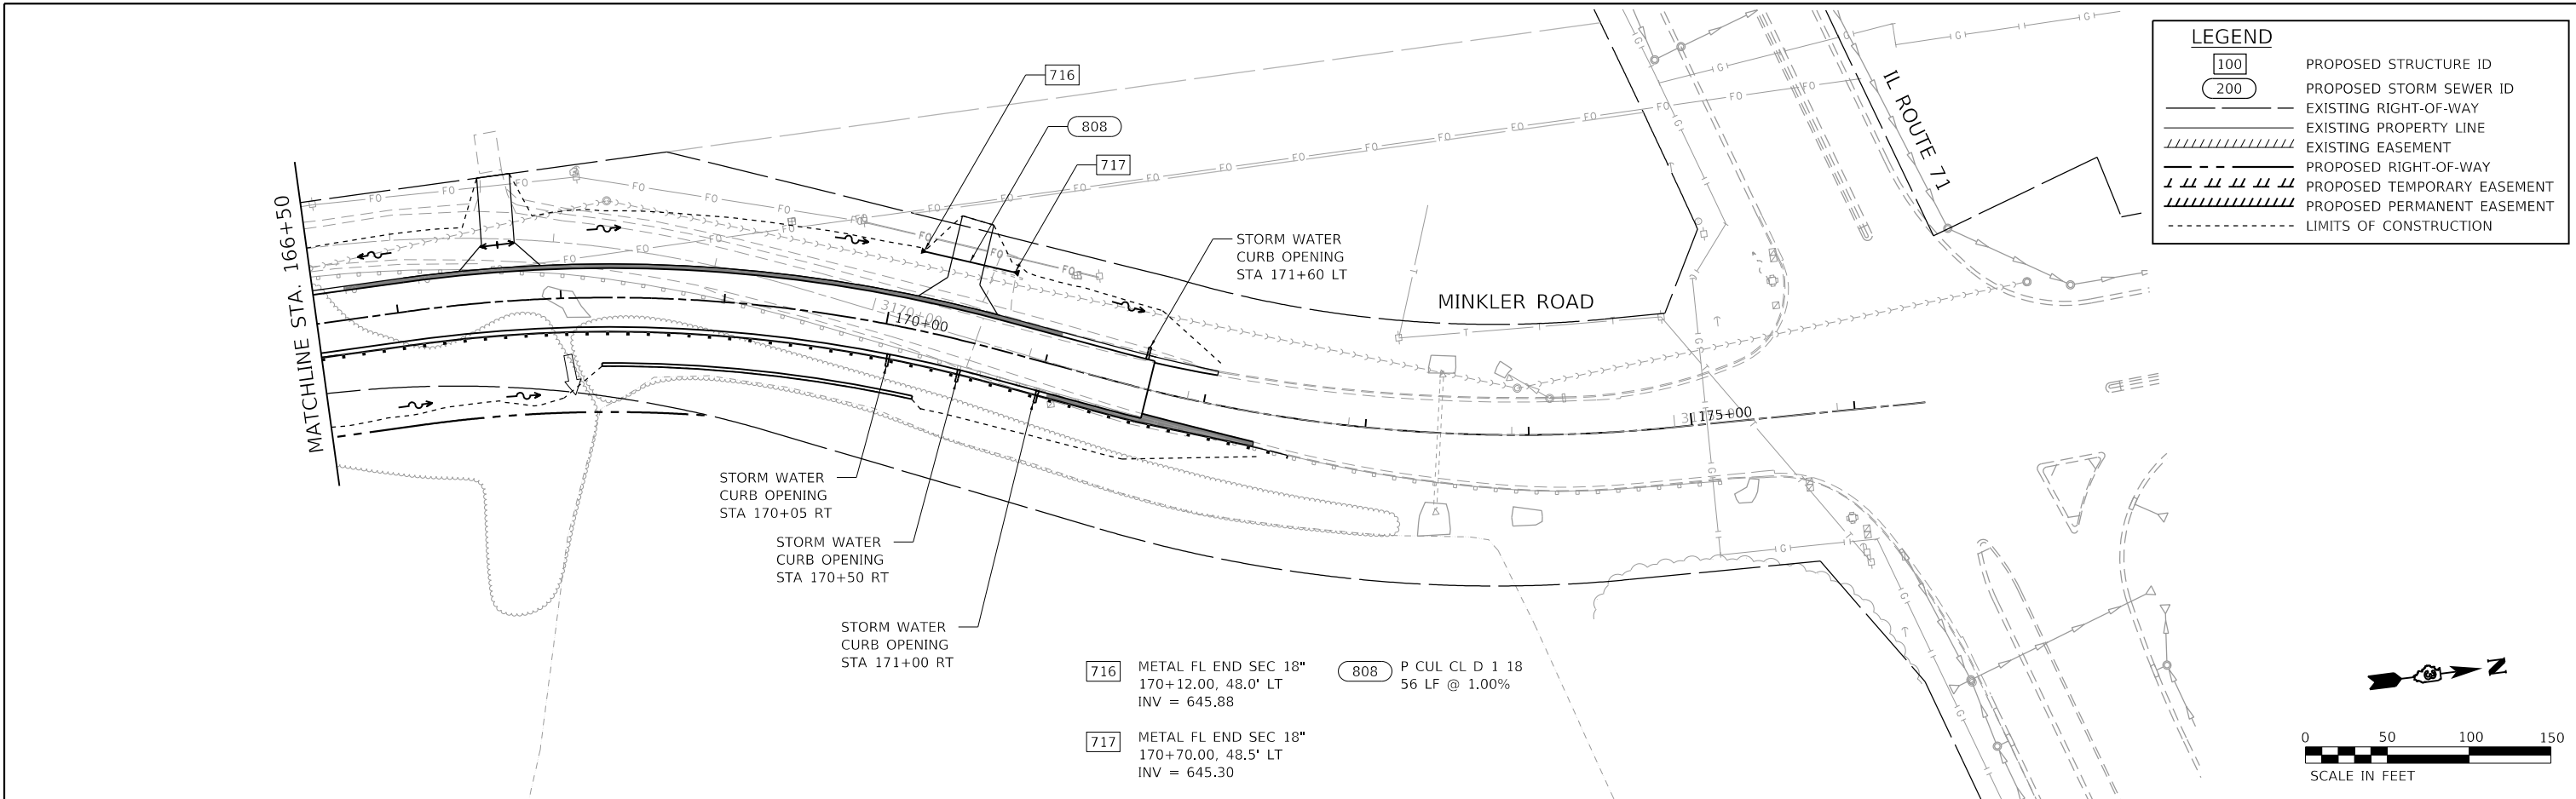 LEGEND
100 PROPOSED STRUCTURE ID
200 PROPOSED STORM SEWER ID
EXISTING RIGHT-OF-WAY
EXISTING PROPERTY LINE
EXISTING EASEMENT
PROPOSED RIGHT-OF-WAY
PROPOSED TEMPORARY EASEMENT
PROPOSED PERMANENT EASEMENT
LIMITS OF CONSTRUCTION
IL ROUTE 71
716
808
717
MATCHLINE STA. 166+50
STORM WATER
CURB OPENING
STA 171+60 LT
MINKLER ROAD
170+00
175+00
STORM WATER
CURB OPENING
STA 170+05 RT
STORM WATER
CURB OPENING
STA 170+50 RT
STORM WATER
CURB OPENING
STA 171+00 RT
716 METAL FL END SEC 18"
170+12.00, 48.0' LT
INV = 645.88
808 P CUL CL D 1 18
56 LF @ 1.00%
717 METAL FL END SEC 18"
170+70.00, 48.5' LT
INV = 645.30
N
0 50 100 150
SCALE IN FEET